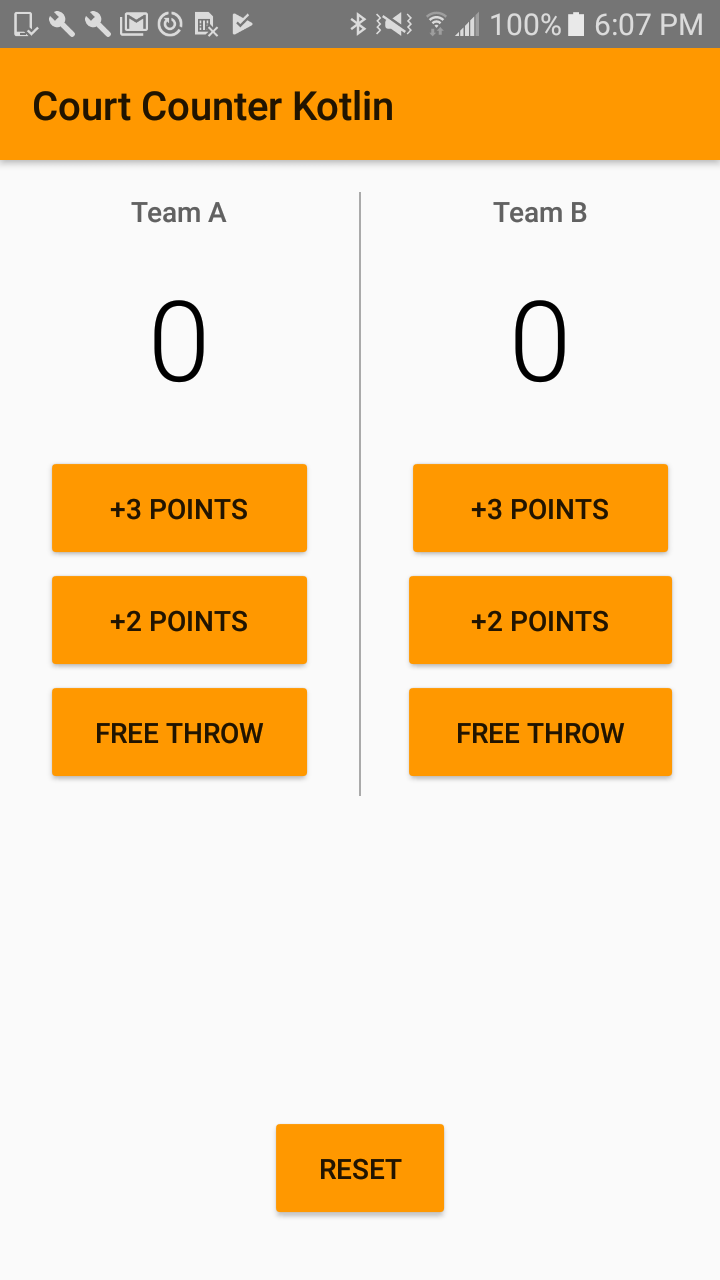 100% 6:07 PM
Court Counter Kotlin
Team A
Team B
0
0
+3 POINTS
+3 POINTS
+2 POINTS
+2 POINTS
FREE THROW
FREE THROW
RESET